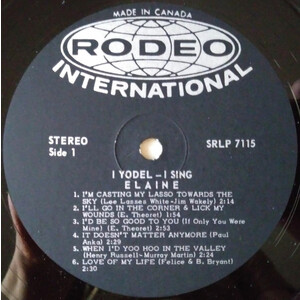 MADE IN CANADA
RODEO
INTERNATIONAL
STEREO
Side 1
SRLP 7115
I YODEL - I SING
ELAINE
1. I'M CASTING MY LASSO TOWARDS THE
SKY (Lee Lasses White-Jim Wakely) 2:14
2. I'LL GO IN THE CORNER & LICK MY
WOUNDS (E. Theoret) 1:54
3. I'D BE SO GOOD TO YOU (If Only You Were
Mine) (E. Theoret) 2:31
4. IT DOESN'T MATTER ANYMORE (Paul
Anka) 2:29
5. WHEN I'D YOO HOO IN THE VALLEY
(Henry Russell-Murray Martin) 2:24
6. LOVE OF MY LIFE (Felice & B. Bryant)
2:30